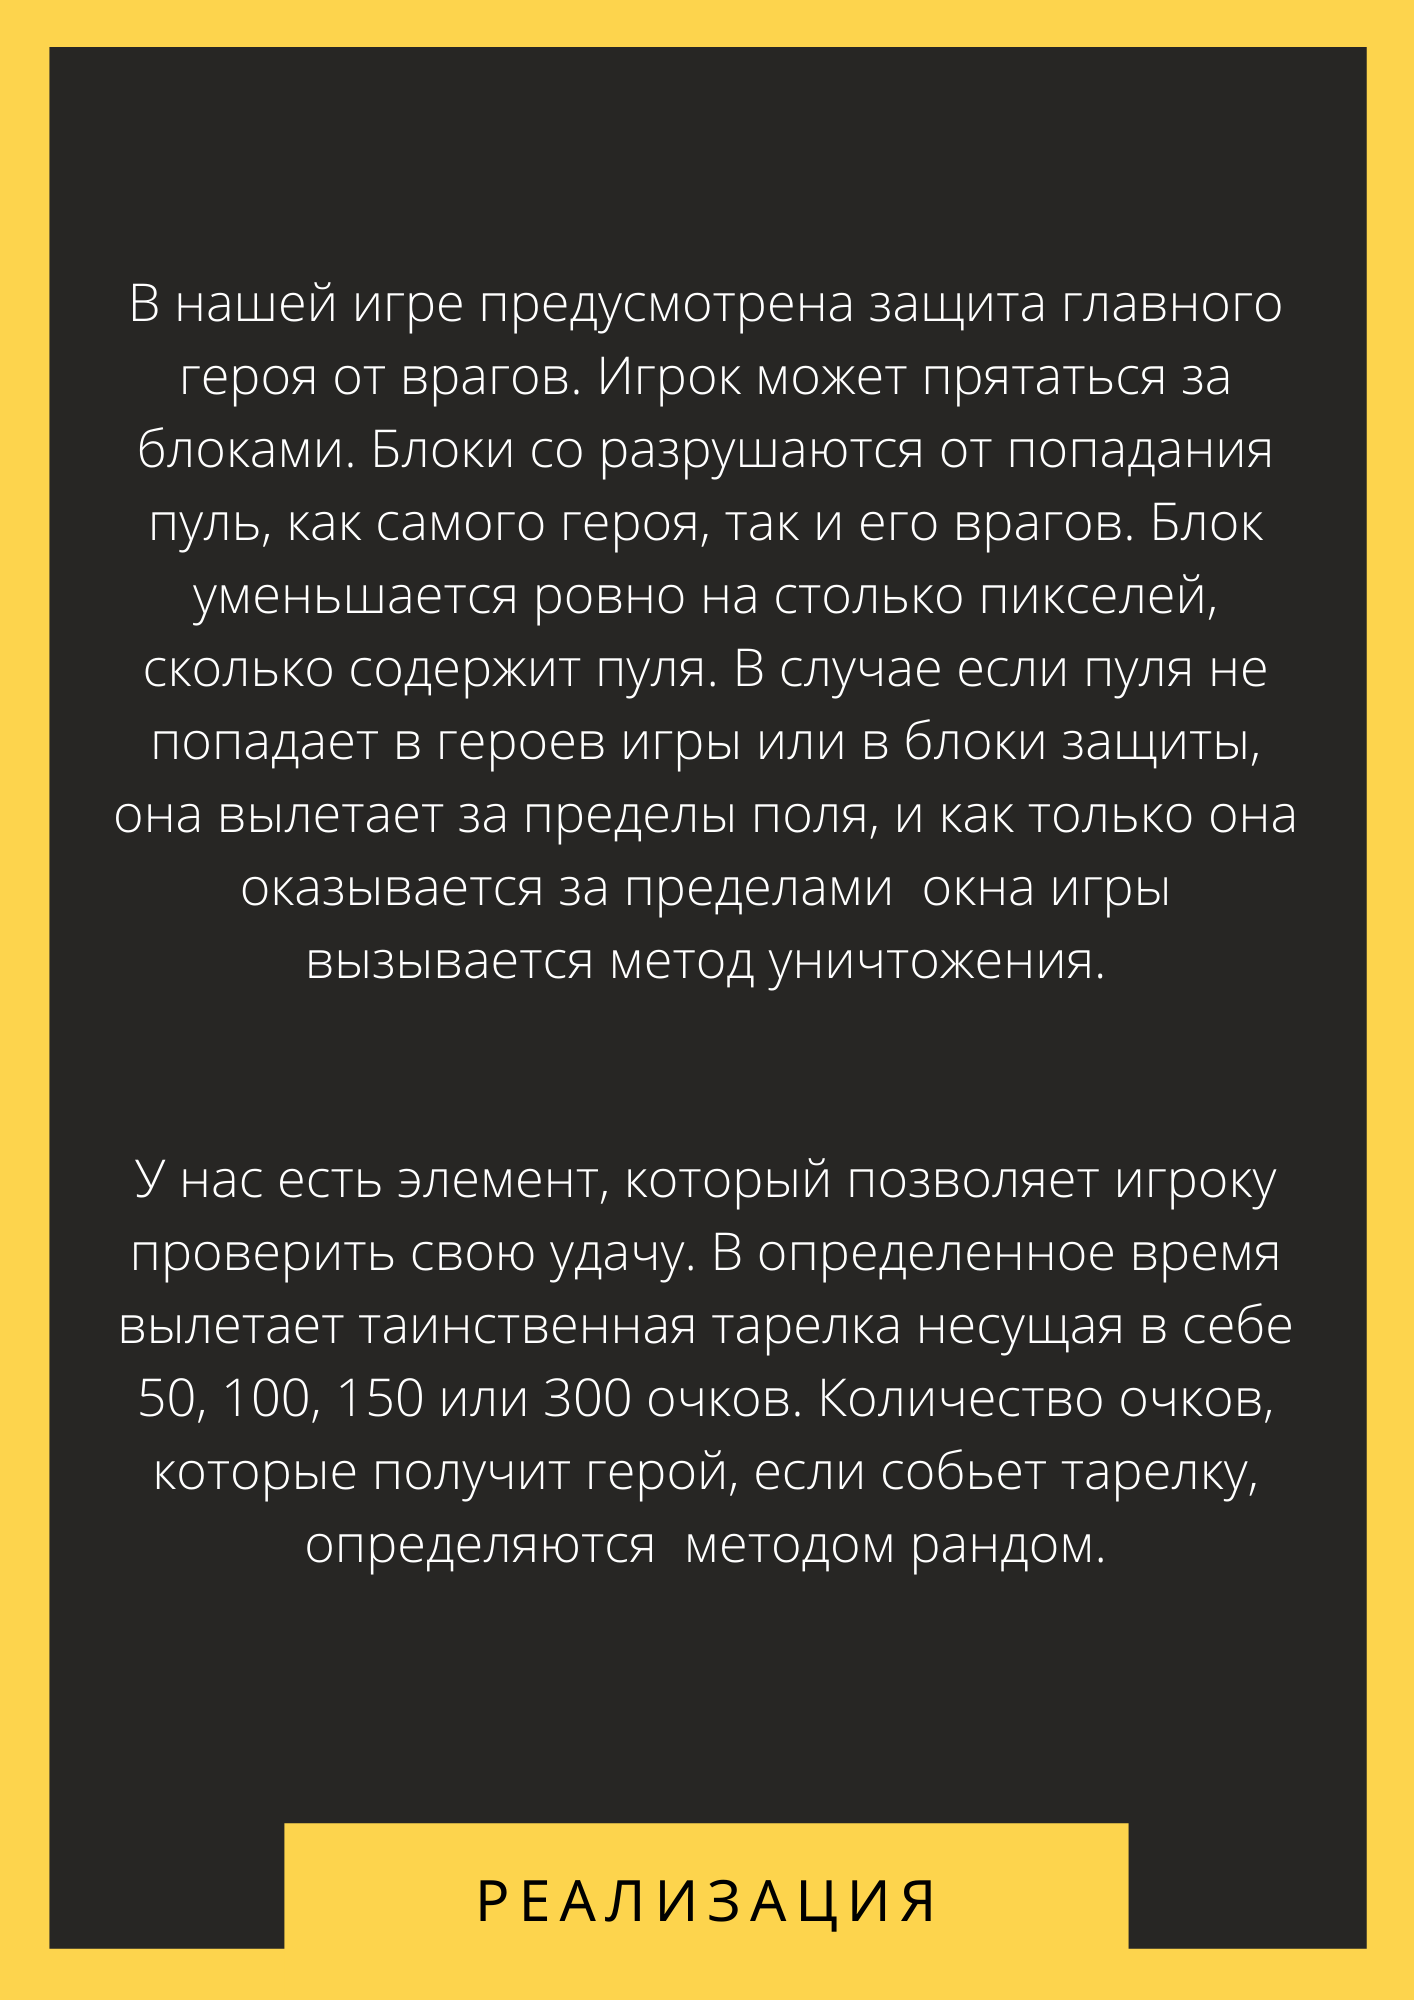 В нашей игре предусмотрена защита главного
героя от врагов. Игрок может прятаться за
блоками. Блоки со разрушаются от попадания
пуль, как самого героя, так и его врагов. Блок
уменьшается ровно на столько пикселей,
сколько содержит пуля. В случае если пуля не
попадает в героев игры или в блоки защиты,
она вылетает за пределы поля, и как только она
оказывается за пределами  окна игры
вызывается метод уничтожения.
У нас есть элемент, который позволяет игроку
проверить свою удачу. В определенное время
вылетает таинственная тарелка несущая в себе
50, 100, 150 или 300 очков. Количество очков,
которые получит герой, если собьет тарелку,
определяются  методом рандом.
РЕАЛИЗАЦИЯ